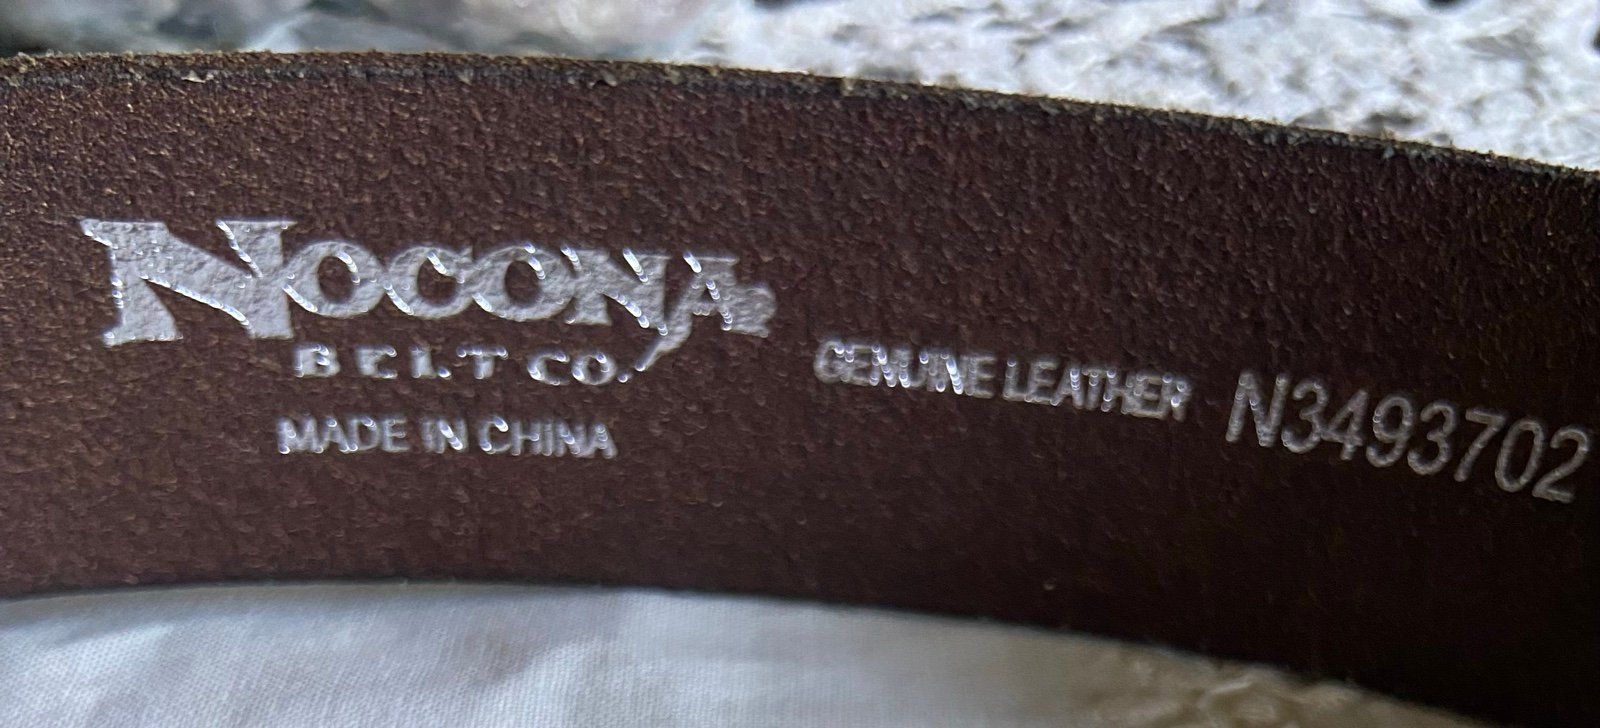 NOCONA
BELT CO.
MADE IN CHINA
GENUINE LEATHER N3493702